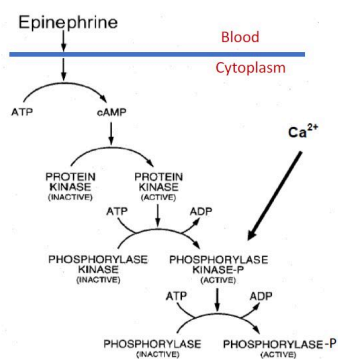 Epinephrine
Blood
Cytoplasm
ATP
cAMP
Ca²⁺
PROTEIN
KINASE
(INACTIVE)
PROTEIN
KINASE
(ACTIVE)
ATP
ADP
PHOSPHORYLASE
KINASE
(INACTIVE)
PHOSPHORYLASE
KINASE-P
(ACTIVE)
ATP
ADP
PHOSPHORYLASE
(INACTIVE)
PHOSPHORYLASE-P
(ACTIVE)